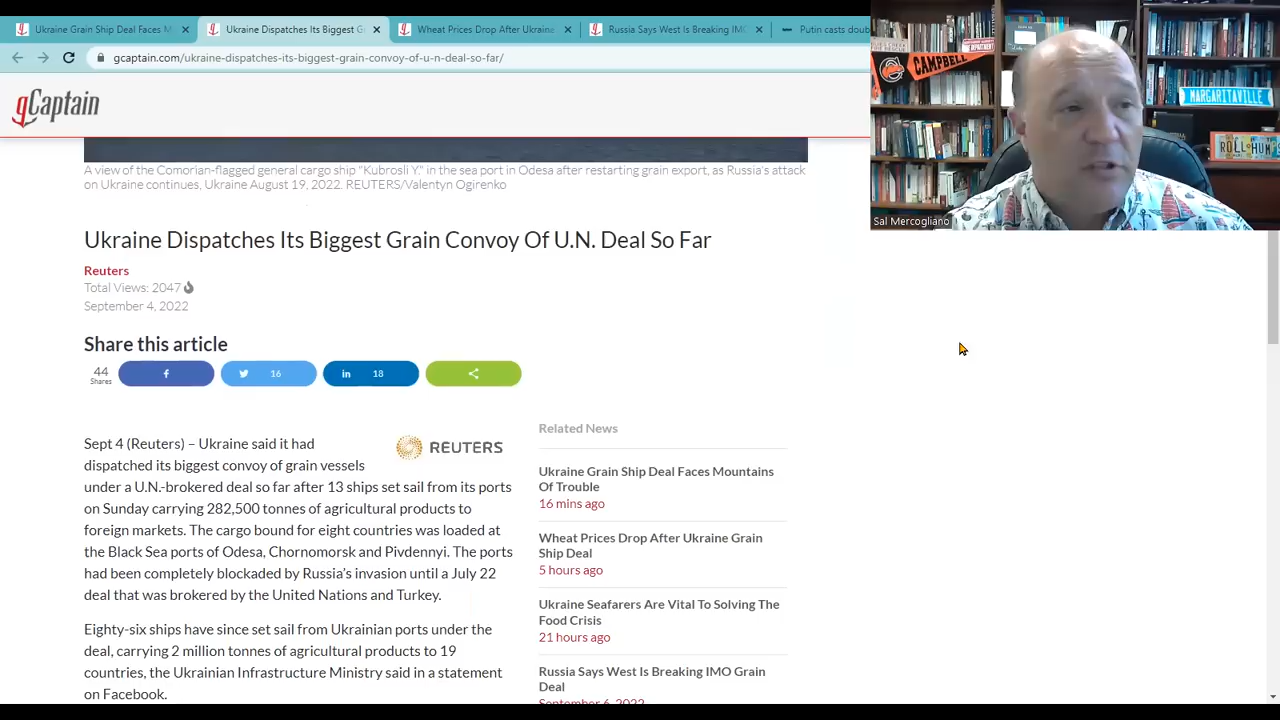 Ukraine Grain Ship Deal Faces M
Ukraine Dispatches Its Biggest G
Wheat Prices Drop After Ukraine
Russia Says West Is Breaking IMO
Putin casts doub
gcaptain.com/ukraine-dispatches-its-biggest-grain-convoy-of-u-n-deal-so-far/
gCaptain
CAMPBELL
MARGARITAVILLE
ROLL
HUM
Sal Mercogliano
A view of the Comorian-flagged general cargo ship "Kubrosli Y." in the sea port in Odesa after restarting grain export, as Russia's attack
on Ukraine continues, Ukraine August 19, 2022. REUTERS/Valentyn Ogirenko
Ukraine Dispatches Its Biggest Grain Convoy Of U.N. Deal So Far
Reuters
Total Views: 2047
September 4, 2022
Share this article
44
Shares
f
16
in 18
Sept 4 (Reuters) – Ukraine said it had
dispatched its biggest convoy of grain vessels
under a U.N.-brokered deal so far after 13 ships set sail from its ports
on Sunday carrying 282,500 tonnes of agricultural products to
foreign markets. The cargo bound for eight countries was loaded at
the Black Sea ports of Odesa, Chornomorsk and Pivdennyi. The ports
had been completely blockaded by Russia's invasion until a July 22
deal that was brokered by the United Nations and Turkey.
Eighty-six ships have since set sail from Ukrainian ports under the
deal, carrying 2 million tonnes of agricultural products to 19
countries, the Ukrainian Infrastructure Ministry said in a statement
on Facebook.
REUTERS
Related News
Ukraine Grain Ship Deal Faces Mountains
Of Trouble
16 mins ago
Wheat Prices Drop After Ukraine Grain
Ship Deal
5 hours ago
Ukraine Seafarers Are Vital To Solving The
Food Crisis
21 hours ago
Russia Says West Is Breaking IMO Grain
Deal
September 6, 2022